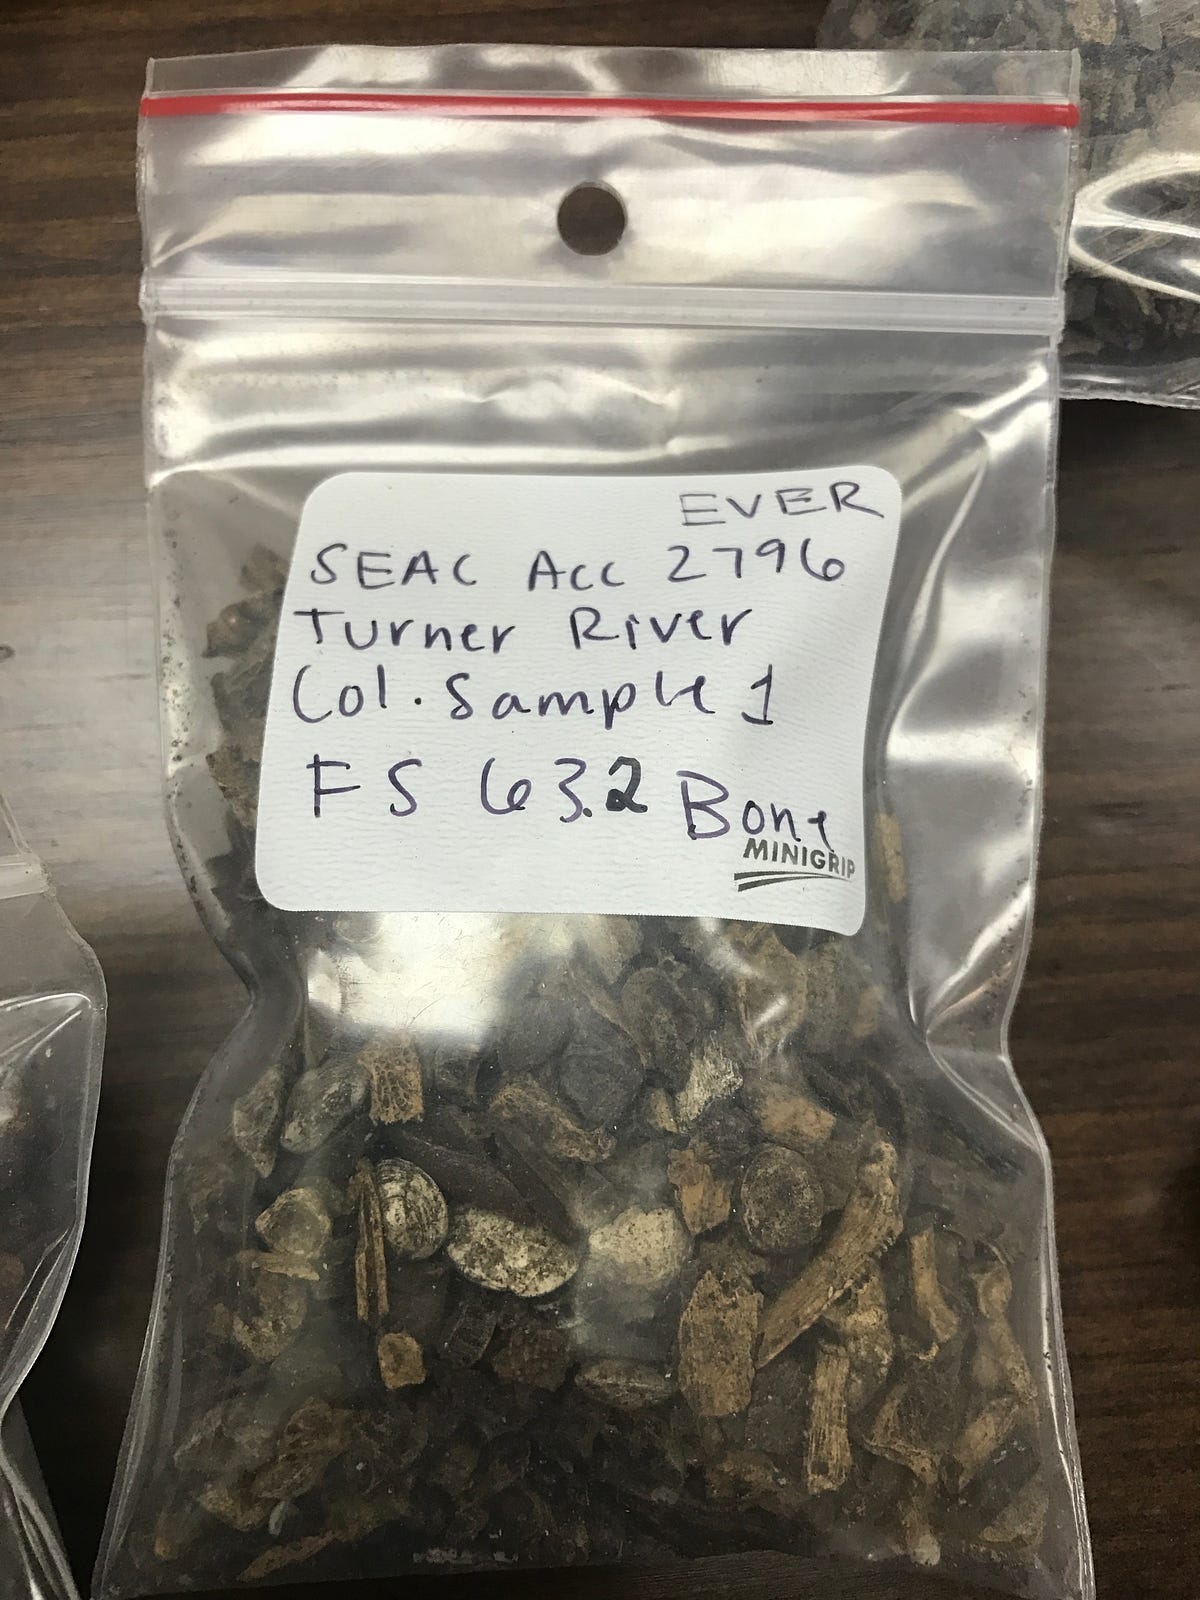 EVER
SEAC Acc 2796
Turner River
Col. Sample 1
FS 63.2 Bone
MINIGRIP